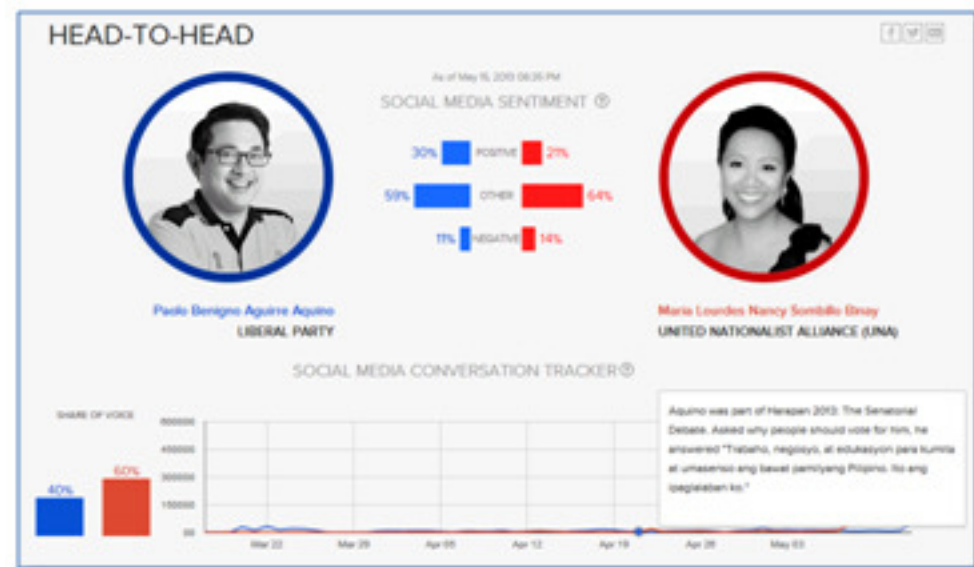 HEAD-TO-HEAD
As of May 15, 2013 08:35 PM
SOCIAL MEDIA SENTIMENT
30% POSITIVE 21%
59% OTHER 64%
11% NEGATIVE 14%
Paolo Benigno Aguirre Aquino
LIBERAL PARTY
Maria Lourdes Nancy Sombillo Binay
UNITED NATIONALIST ALLIANCE (UNA)
SOCIAL MEDIA CONVERSATION TRACKER
SHARE OF VOICE
40%
60%
600000
450000
300000
150000
00
Mar 22
Mar 29
Apr 05
Apr 12
Apr 19
Apr 26
May 03
Aquino was part of Harapan 2013: The Senatorial
Debate. Asked why people should vote for him, he
answered "Trabaho, negosyo, at edukasyon para kumita
at umasenso ang bawat pamilyang Pilipino. Ito ang
ipaglalaban ko."